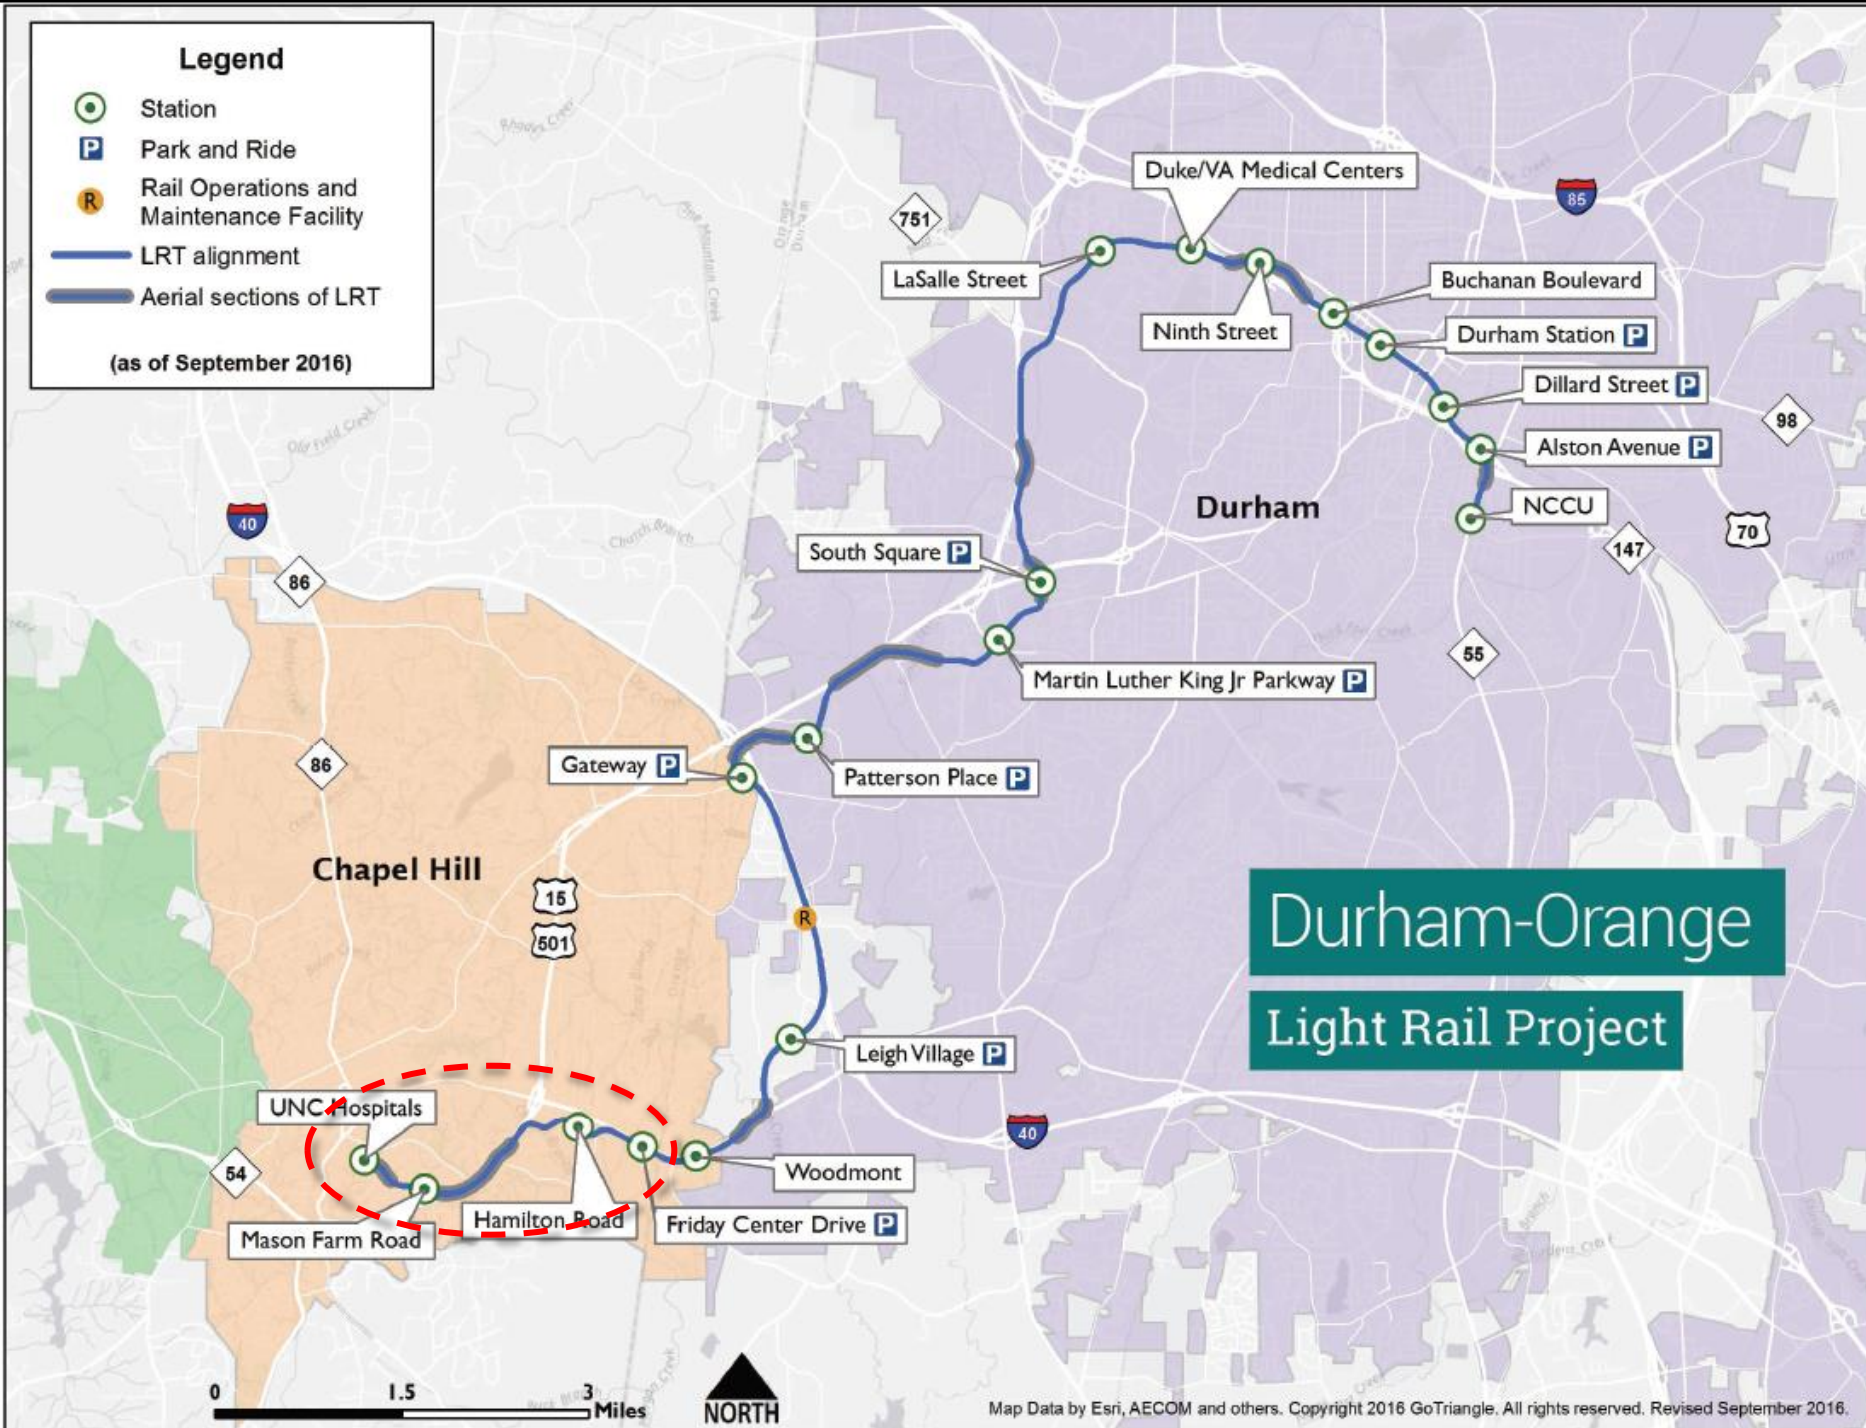 Legend
Station
P
Park and Ride
R
Rail Operations and
Maintenance Facility
LRT alignment
Aerial sections of LRT
(as of September 2016)
Duke/VA Medical Centers
85
751
LaSalle Street
Buchanan Boulevard
Ninth Street
Durham Station P
Dillard Street P
98
Alston Avenue P
Durham
NCCU
40
70
147
South Square P
86
55
Martin Luther King Jr Parkway P
86
Gateway P
Patterson Place P
Chapel Hill
15
501
R
Durham-Orange
Light Rail Project
Leigh Village P
UNC Hospitals
40
54
Woodmont
Hamilton Road
Friday Center Drive P
Mason Farm Road
0 1.5 3
Miles
NORTH
Map Data by Esri, AECOM and others. Copyright 2016 GoTriangle. All rights reserved. Revised September 2016.